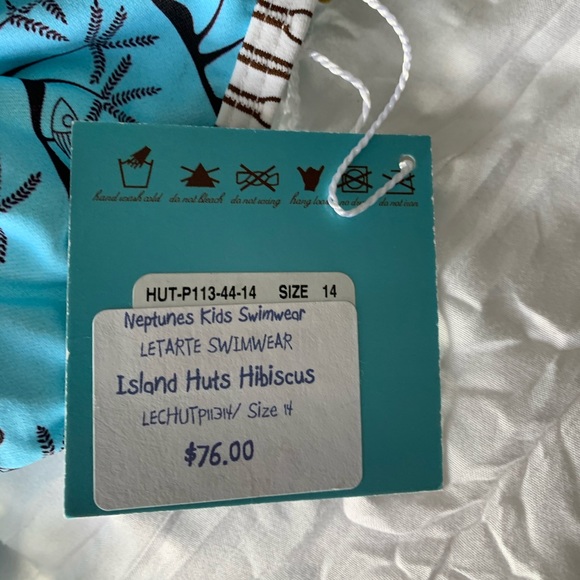 hand wash cold do not bleach do not wring hang
do not iron
HUT-P113-44-14 SIZE 14
Neptunes Kids Swimwear
LETARTE SWIMWEAR
Island Huts Hibiscus
LECHUTP11314/ Size 14
$76.00